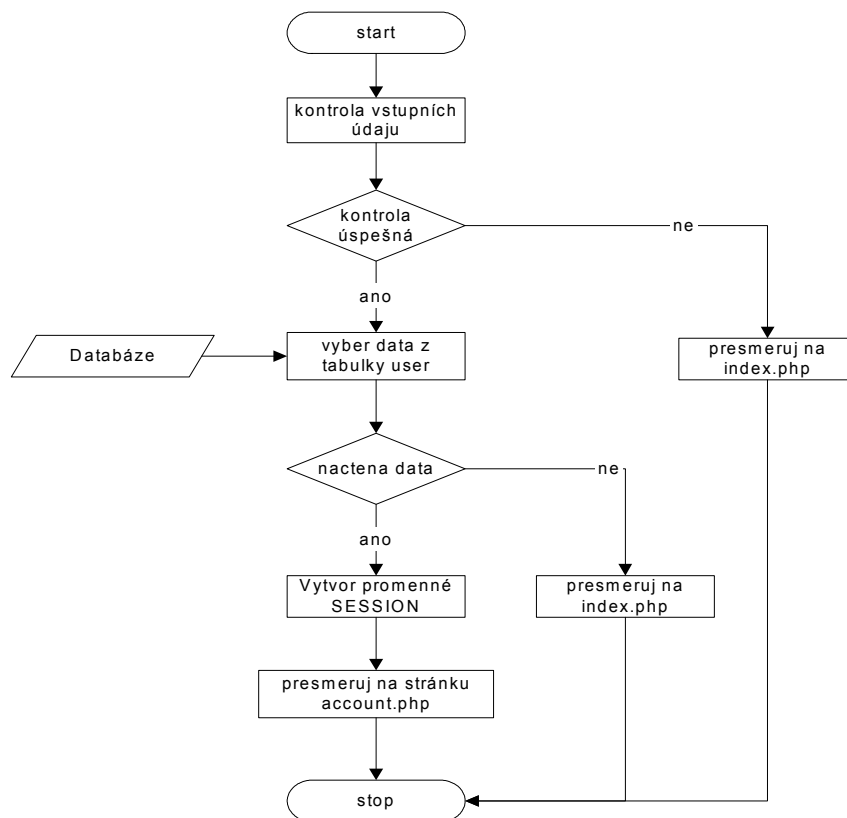 start
kontrola vstupních
údaju
kontrola
úspešná
ne
ano
Databáze
vyber data z
tabulky user
presmeruj na
index.php
nactena data
ne
ano
Vytvor promenné
SESSION
presmeruj na
index.php
presmeruj na stránku
account.php
stop